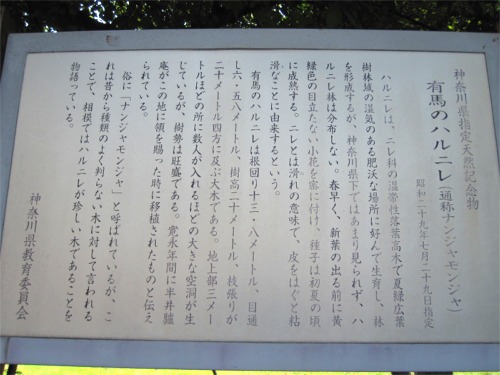 神奈川県指定天然記念物
有馬のハルニレ（通称ナンジャモンジャ）
昭和二十九年七月二十九日指定
ハルニレは、ニレ科の温帯性落葉高木で夏緑広葉
樹林域の湿気のある肥沃な場所に好んで生育し、林
を形成するが、神奈川県下ではあまり見られず、ハ
ルニレ林は分布しない。春早く、新葉の出る前に黄
緑色の目立たない小花を密に付け、種子は初夏の頃
に成熟する。ニレとは滑れの意味で、皮をはぐと粘
滑なことに由来するという。
有馬のハルニレは根回り十三・八メートル、目通
し六・五八メートル、樹高二十メートル、枝張りが
二十メートル四方に及ぶ大木である。地上部三メー
トルほどの所に数人が入れるほどの大きな空洞が生
じているが、樹勢は旺盛である。寛永年間に半井驢
庵がこの地に領を賜った時に移植されたものと伝え
られている。
俗に「ナンジャモンジャ」と呼ばれているが、こ
れは昔から種類のよく判らない木に対して言われる
ことで、相模ではハルニレが珍しい木であることを
物語っている。
神奈川県教育委員会